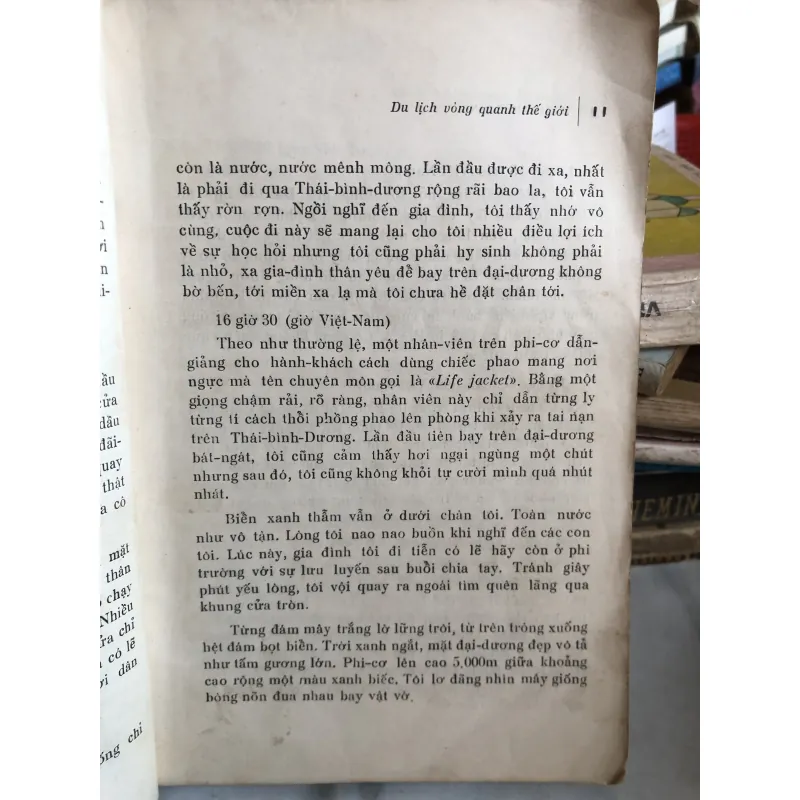 Du lịch vòng quanh thế giới | 11
còn là nước, nước mênh mông. Lần đầu được đi xa, nhất
là phải đi qua Thái-bình-dương rộng rãi bao la, tôi vẫn
thấy rờn rợn. Ngồi nghĩ đến gia đình, tôi thấy nhớ vô
cùng, cuộc đi này sẽ mang lại cho tôi nhiều điều lợi ích
về sự học hỏi nhưng tôi cũng phải hy sinh không phải
là nhỏ, xa gia-đình thân yêu để bay trên đại-dương không
bờ bến, tới miền xa lạ mà tôi chưa hề đặt chân tới.
16 giờ 30 (giờ Việt-Nam)
Theo như thường lệ, một nhân-viên trên phi-cơ dẫn-
giảng cho hành-khách cách dùng chiếc phao mang nơi
ngực mà tên chuyên môn gọi là «Life jacket». Bằng một
giọng chậm rãi, rõ ràng, nhân viên này chỉ dẫn từng ly
từng tí cách thổi phồng phao lên phòng khi xảy ra tai nạn
trên Thái-bình-Dương. Lần đầu tiên bay trên đại-dương
bát-ngát, tôi cũng cảm thấy hơi ngại ngùng một chút
nhưng sau đó, tôi cũng không khỏi tự cười mình quá nhút
nhát.
Biển xanh thẫm vẫn ở dưới chân tôi. Toàn nước
như vô tận. Lòng tôi nao nao buồn khi nghĩ đến các con
tôi. Lúc này, gia đình tôi đi tiễn có lẽ hãy còn ở phi
trường với sự lưu luyến sau buổi chia tay. Tránh giây
phút yếu lòng, tôi vội quay ra ngoài tìm quên lãng qua
khung cửa tròn.
Từng đám mây trắng lờ lững trôi, từ trên trông xuống
hệt đám bọt biển. Trời xanh ngắt, mặt đại-dương đẹp vô tả
như tấm gương lớn. Phi-cơ lên cao 5,000m giữa khoảng
cao rộng một màu xanh biếc. Tôi lơ đãng nhìn mây giống
bông nõn đua nhau bay vật vờ.